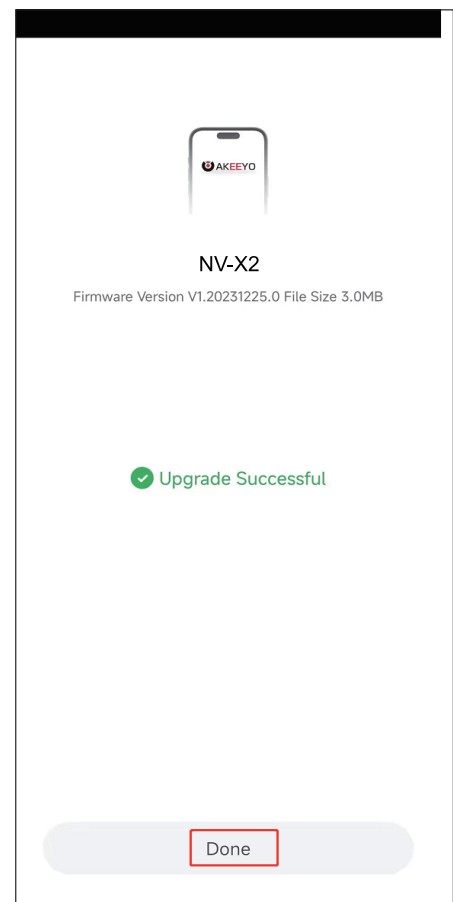 AKEEYO
NV-X2
Firmware Version V1.20231225.0 File Size 3.0MB
Upgrade Successful
Done